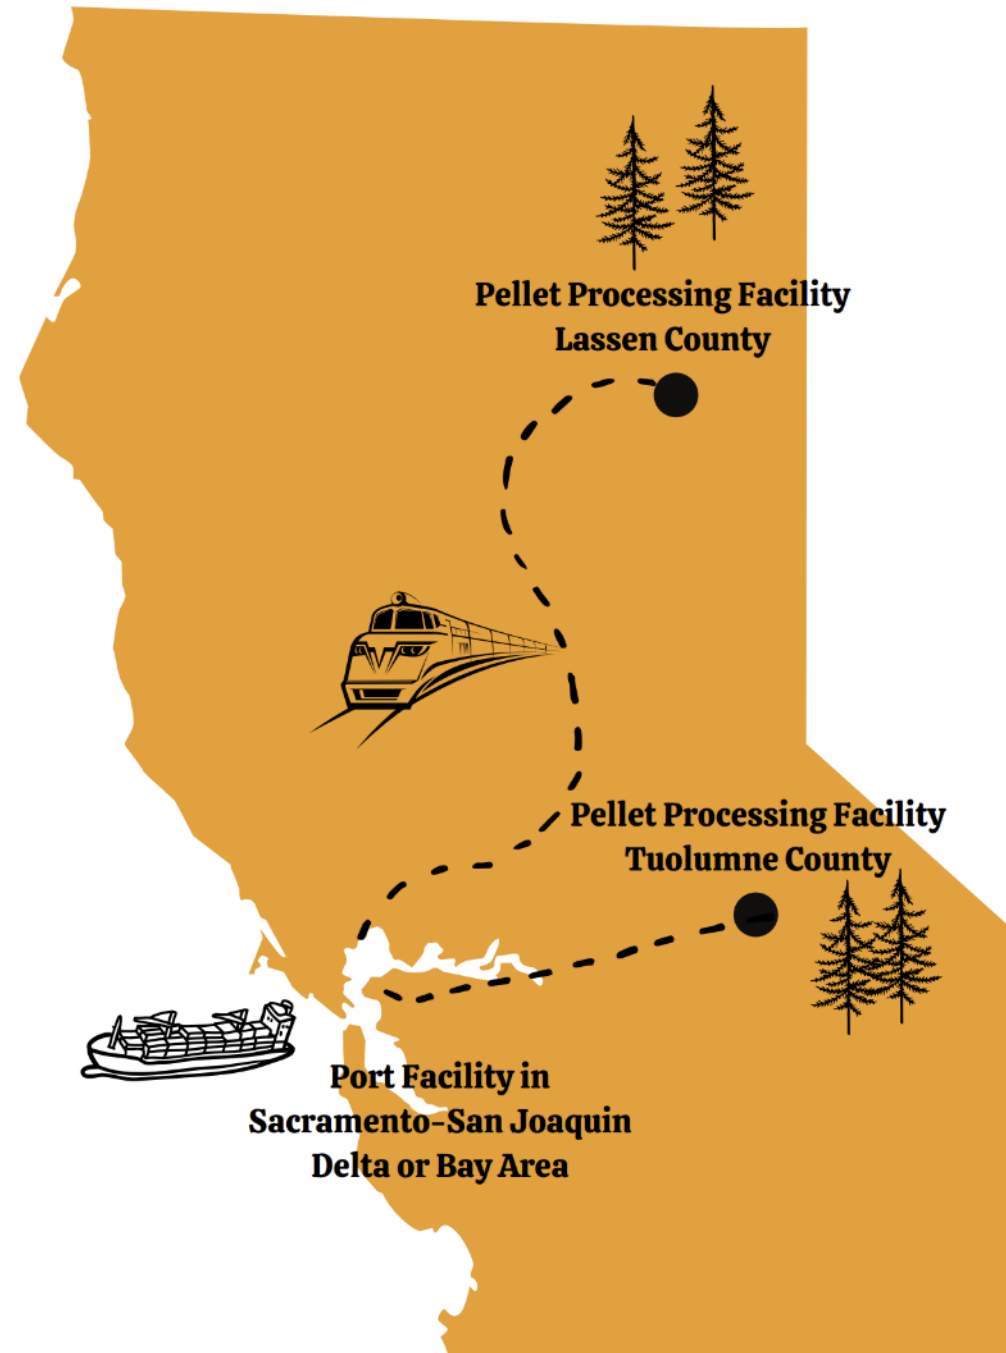 Pellet Processing Facility
Lassen County
Pellet Processing Facility
Tuolumne County
Port Facility in
Sacramento-San Joaquin
Delta or Bay Area